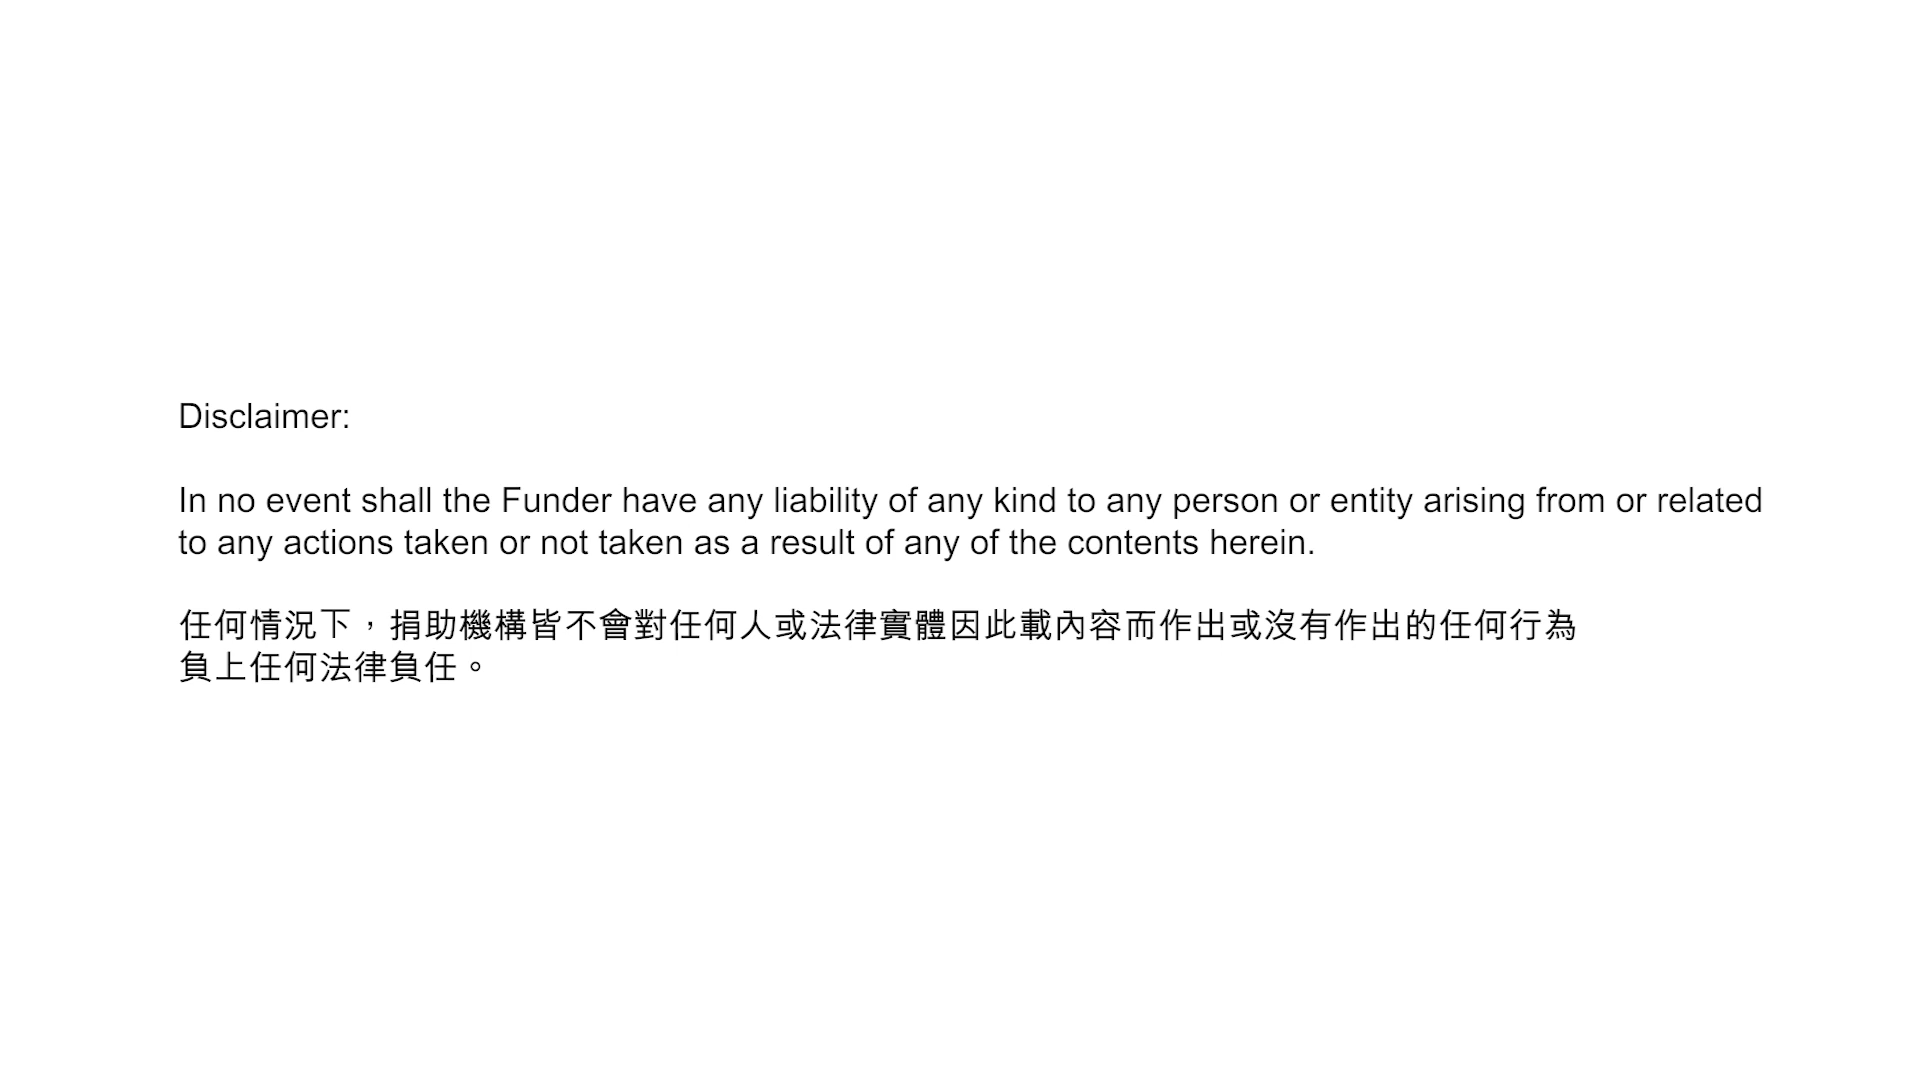 Disclaimer:
In no event shall the Funder have any liability of any kind to any person or entity arising from or related
to any actions taken or not taken as a result of any of the contents herein.
任何情況下，捐助機構皆不會對任何人或法律實體因此載內容而作出或沒有作出的任何行為
負上任何法律負任。